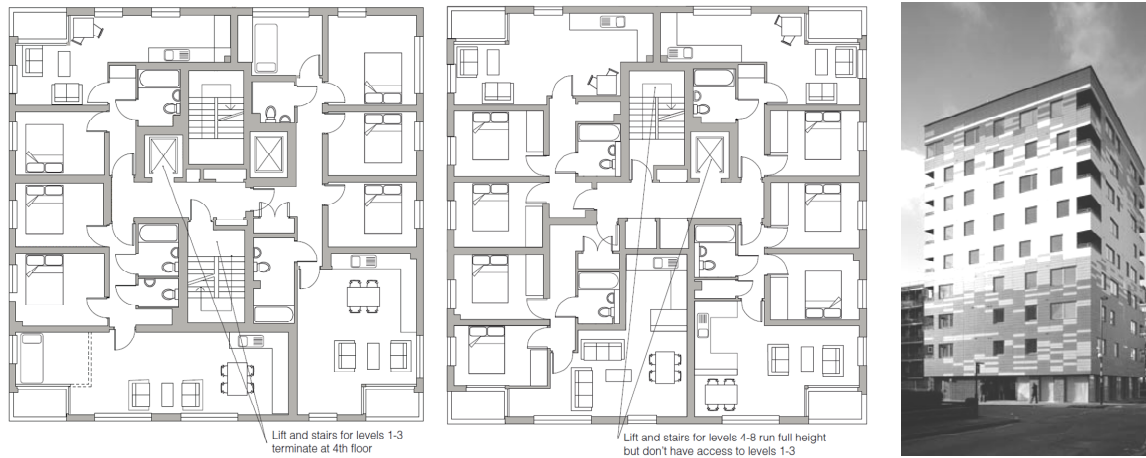 Lift and stairs for levels 1-3
terminate at 4th floor
Lift and stairs for levels 4-8 run full height
but don't have access to levels 1-3